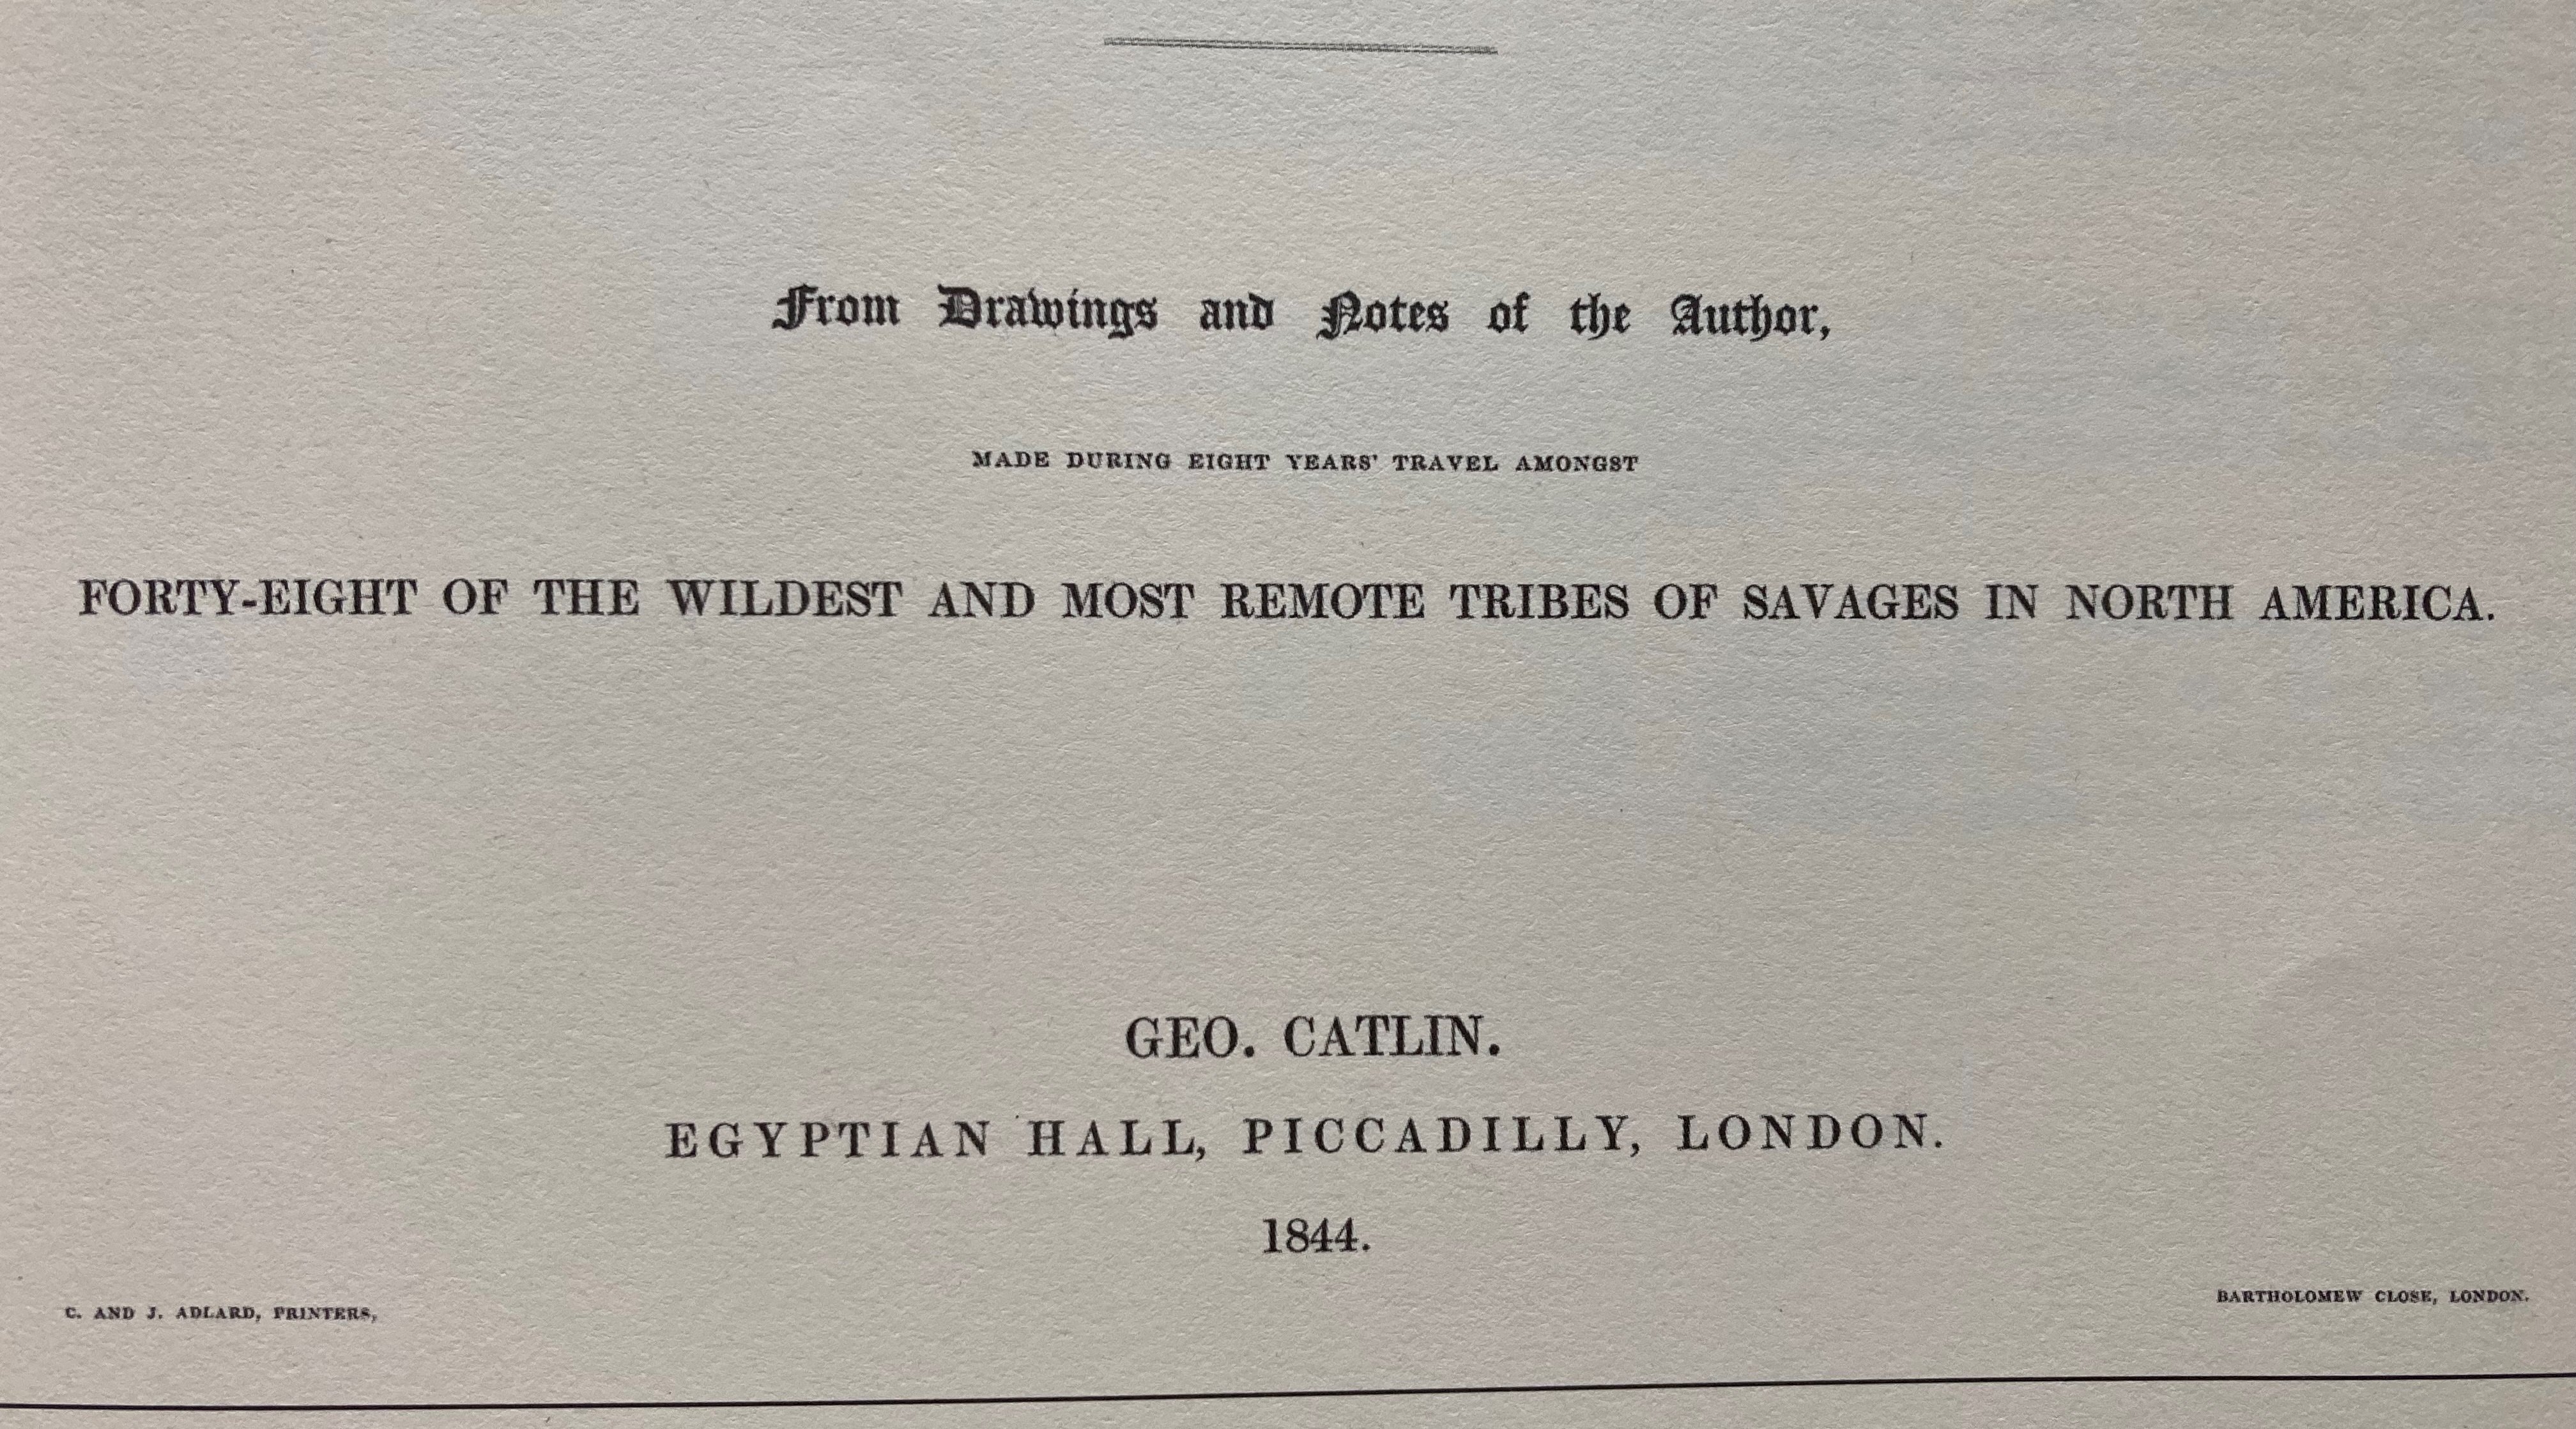 From Drawings and Notes of the Author,
MADE DURING EIGHT YEARS' TRAVEL AMONGST
FORTY-EIGHT OF THE WILDEST AND MOST REMOTE TRIBES OF SAVAGES IN NORTH AMERICA.
GEO. CATLIN.
EGYPTIAN HALL, PICCADILLY, LONDON.
1844.
C. AND J. ADLARD, PRINTERS,
BARTHOLOMEW CLOSE, LONDON.